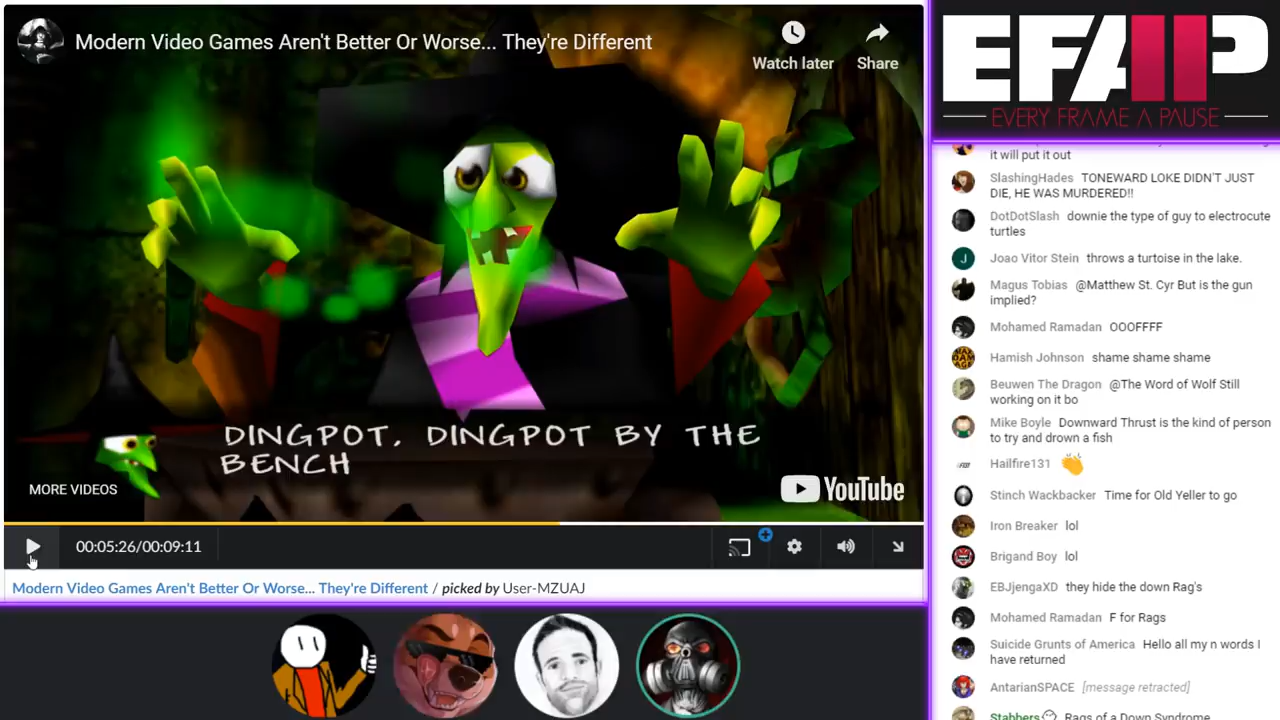 Modern Video Games Aren't Better Or Worse... They're Different
Watch later
Share
DINGPOT, DINGPOT BY THE
BENCH
MORE VIDEOS
YouTube
00:05:26/00:09:11
Modern Video Games Aren't Better Or Worse... They're Different / picked by User-MZUAJ
EFAP
EVERY FRAME A PAUSE
it will put it out
SlashingHades TONEWARD LOKE DIDN'T JUST
DIE, HE WAS MURDERED!!
DotDotSlash downie the type of guy to electrocute
turtles
J
Joao Vitor Stein throws a turtoise in the lake.
Magus Tobias @Matthew St. Cyr But is the gun
implied?
Mohamed Ramadan OOOFFFF
Hamish Johnson shame shame shame
Beuwen The Dragon @The Word of Wolf Still
working on it bo
Mike Boyle Downward Thrust is the kind of person
to try and drown a fish
Hailfire131 👏
Stinch Wackbacker Time for Old Yeller to go
Iron Breaker lol
Brigand Boy lol
EBJjengaXD they hide the down Rag's
Mohamed Ramadan F for Rags
Suicide Grunts of America Hello all my n words I
have returned
AntarianSPACE [message retracted]
Stabbers Rags of a Down Syndrome